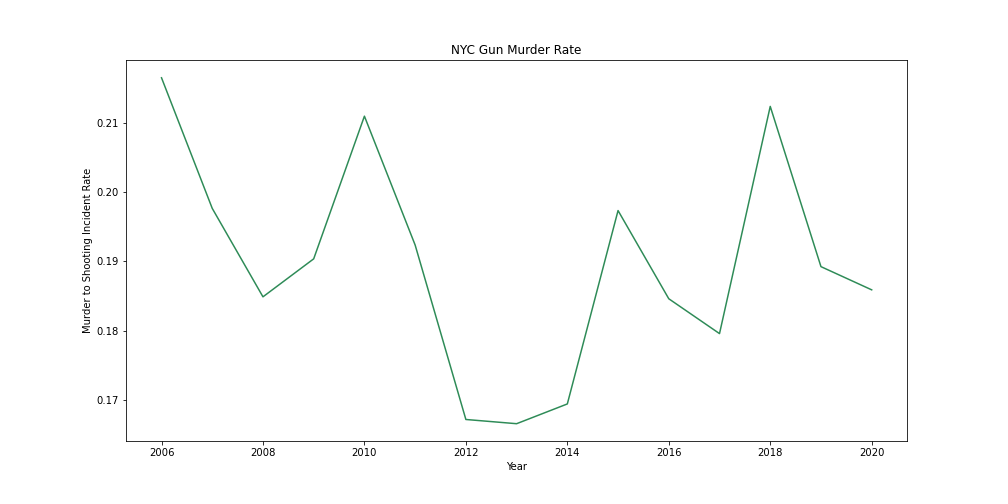 NYC Gun Murder Rate
0.21
0.20
0.19
0.18
0.17
Murder to Shooting Incident Rate
2006 2008 2010 2012 2014 2016 2018 2020
Year